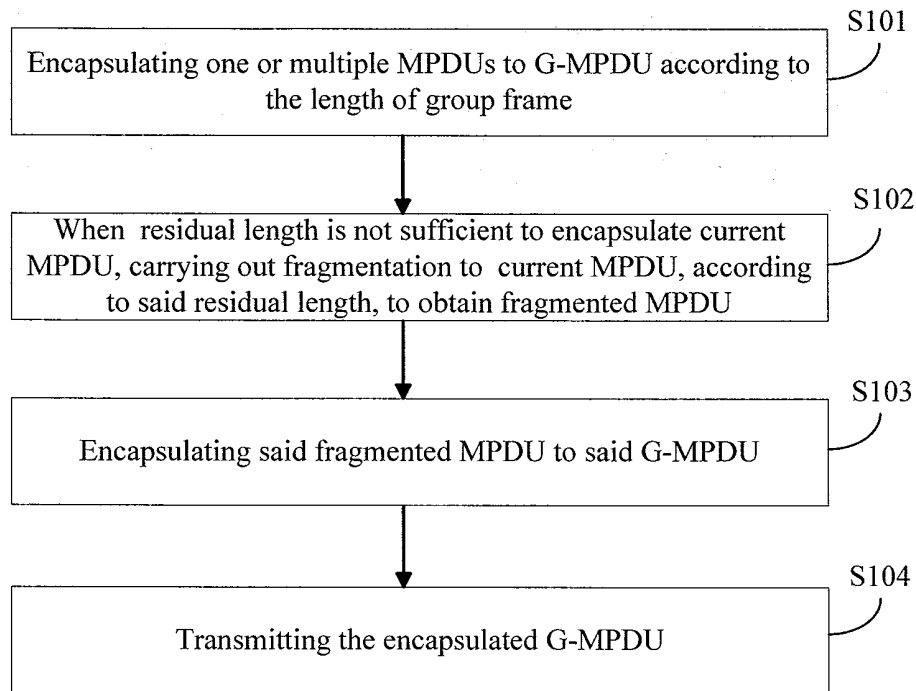 S101
Encapsulating one or multiple MPDUs to G-MPDU according to
the length of group frame
S102
When residual length is not sufficient to encapsulate current
MPDU, carrying out fragmentation to current MPDU, according
to said residual length, to obtain fragmented MPDU
S103
Encapsulating said fragmented MPDU to said G-MPDU
S104
Transmitting the encapsulated G-MPDU